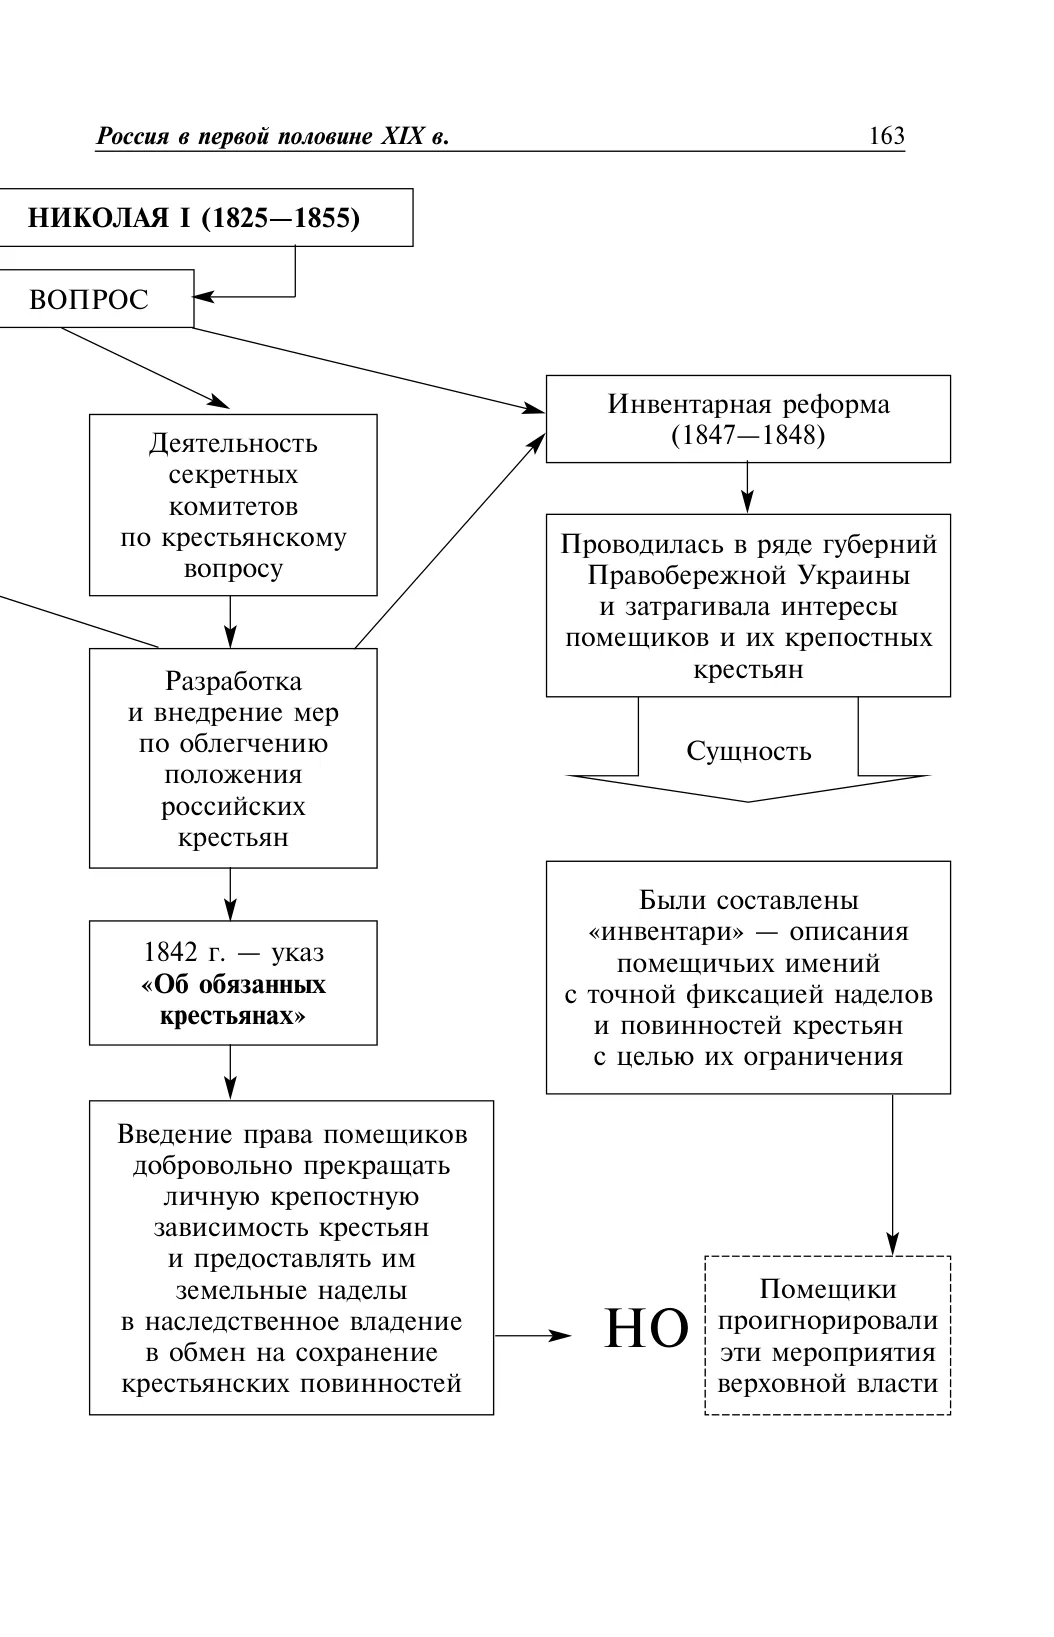 Россия в первой половине XIX в.
163
НИКОЛАЯ I (1825—1855)
ВОПРОС
Деятельность
секретных
комитетов
по крестьянскому
вопросу
Разработка
и внедрение мер
по облегчению
положения
российских
крестьян
1842 г. — указ
«Об обязанных
крестьянах»
Введение права помещиков
добровольно прекращать
личную крепостную
зависимость крестьян
и предоставлять им
земельные наделы
в наследственное владение
в обмен на сохранение
крестьянских повинностей
Инвентарная реформа
(1847—1848)
Проводилась в ряде губерний
Правобережной Украины
и затрагивала интересы
помещиков и их крепостных
крестьян
Сущность
Были составлены
«инвентари» — описания
помещичьих имений
с точной фиксацией наделов
и повинностей крестьян
с целью их ограничения
НО
Помещики
проигнорировали
эти мероприятия
верховной власти